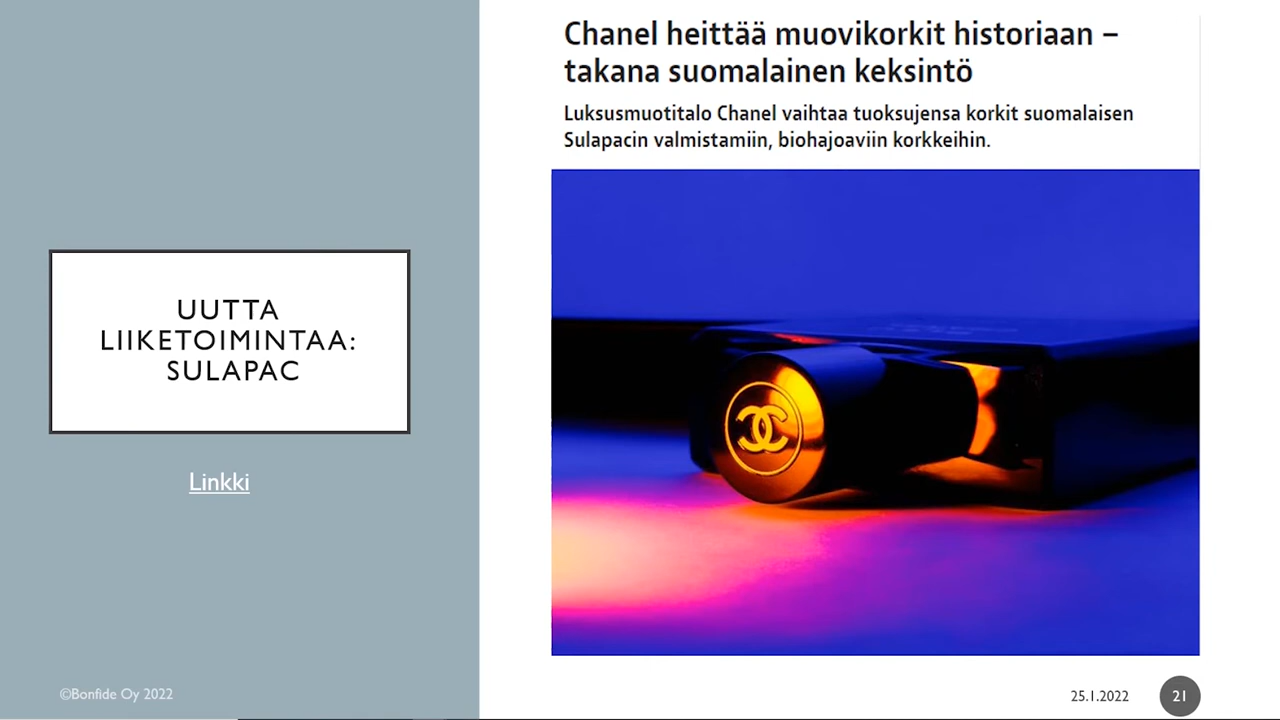 Chanel heittää muovikorkit historiaan –
takana suomalainen keksintö
Luksusmuotitalo Chanel vaihtaa tuoksujensa korkit suomalaisen
Sulapacin valmistamiin, biohajoaviin korkkeihin.
UUTTA
LIIKETOIMINTAA:
SULAPAC
Linkki
©Bonfide Oy 2022
25.1.2022
21